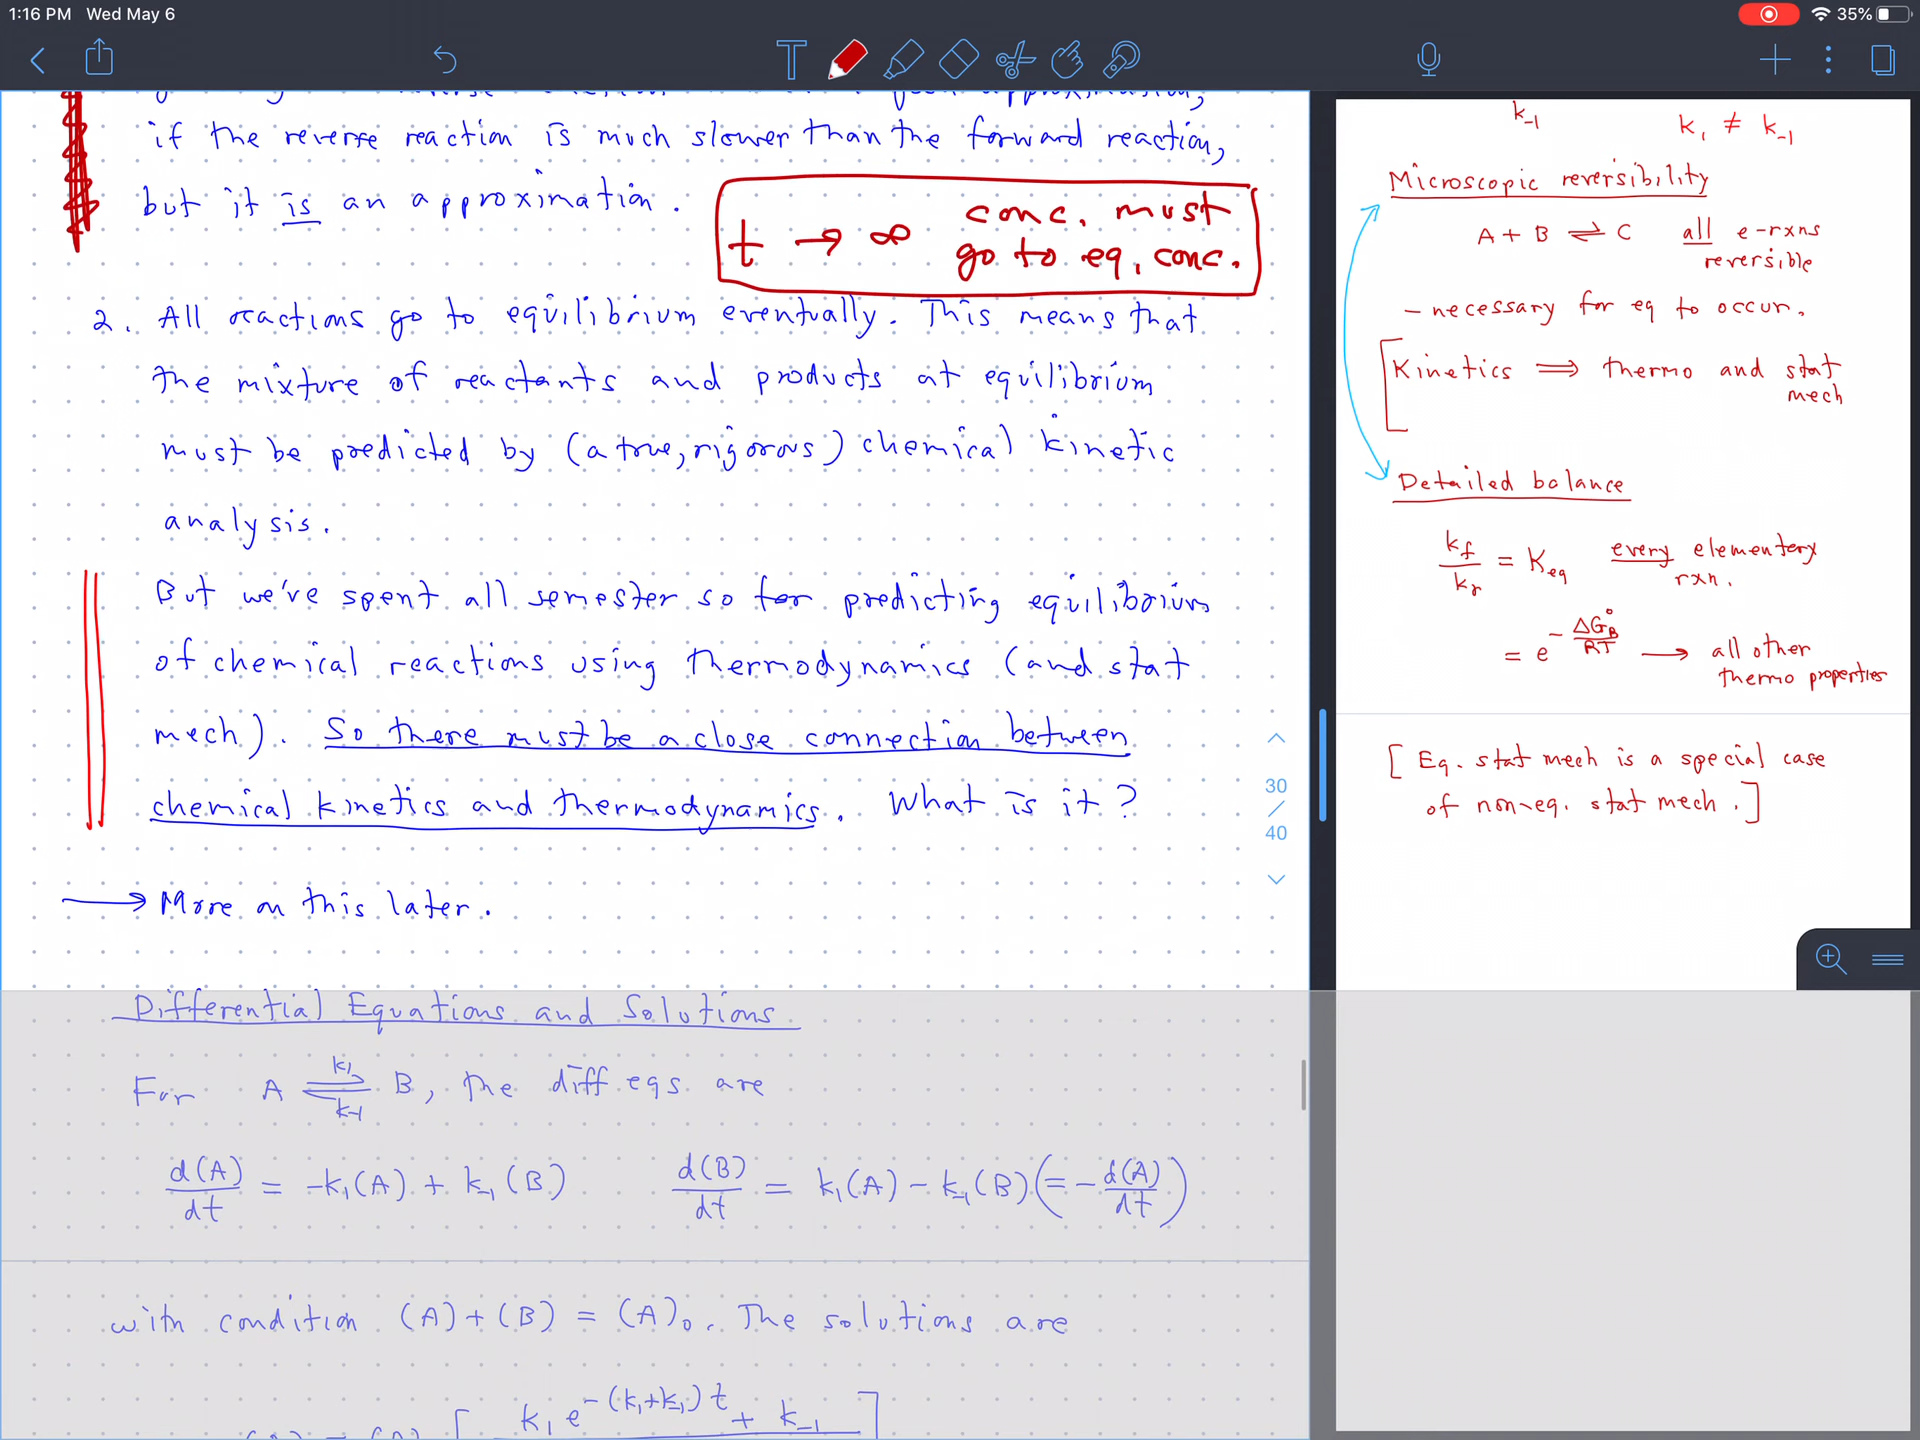 1:16 PM Wed May 6
35%
if the reverse reaction is much slower than the forward reaction,
but it is an approximation.
t → ∞ conc. must
go to eq. conc.
2. All reactions go to equilibrium eventually. This means that
the mixture of reactants and products at equilibrium
must be predicted by (a true, rigorous) chemical kinetic
analysis.
But we've spent all semester so far predicting equilibrium
of chemical reactions using thermodynamics (and stat
mech). So there must be a close connection between
chemical kinetics and thermodynamics. What is it?
30
/
40
→ More on this later.
Differential Equations and Solutions
For A ⇌ B, the diff eqs are
k₁
k₋₁
d(A)/dt = -k₁(A) + k₋₁(B) d(B)/dt = k₁(A) - k₋₁(B) (= - d(A)/dt)
with condition (A) + (B) = (A)₀. The solutions are
[ k₁ e^-(k₁+k₋₁)t + k₋₁ ]
k₋₁ k₁ ≠ k₋₁
Microscopic reversibility
A + B ⇌ C all e-rxns
reversible
- necessary for eq to occur.
[Kinetics ⟹ thermo and stat
mech
Detailed balance
kf/kr = Keq every elementery
rxn.
= e^-ΔG°R/RT → all other
thermo properties
[ Eq. stat mech is a special case
of non-eq. stat mech. ]